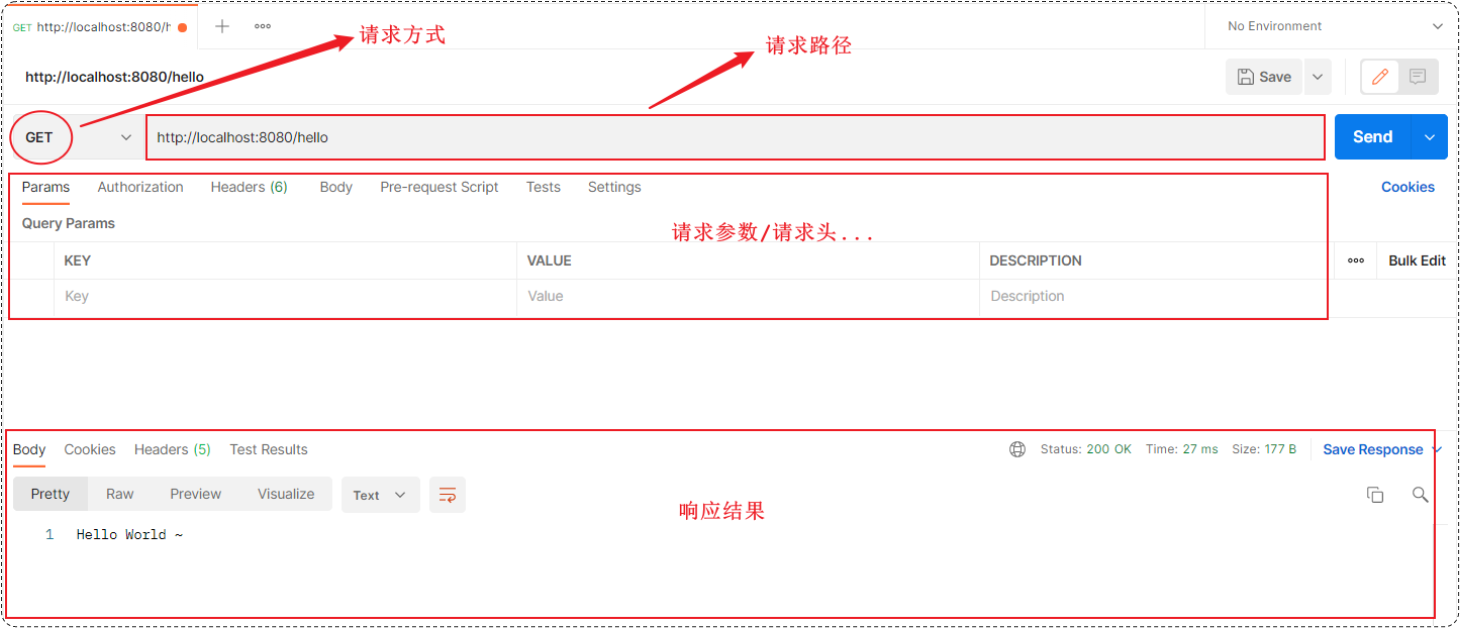 GET http://localhost:8080/h
No Environment
请求方式
请求路径
http://localhost:8080/hello
Save
GET
http://localhost:8080/hello
Send
Params Authorization Headers (6) Body Pre-request Script Tests Settings Cookies
Query Params
请求参数/请求头...
KEY VALUE DESCRIPTION Bulk Edit
Key Value Description
Body Cookies Headers (5) Test Results Status: 200 OK Time: 27 ms Size: 177 B Save Response
Pretty Raw Preview Visualize Text
响应结果
1 Hello World ~